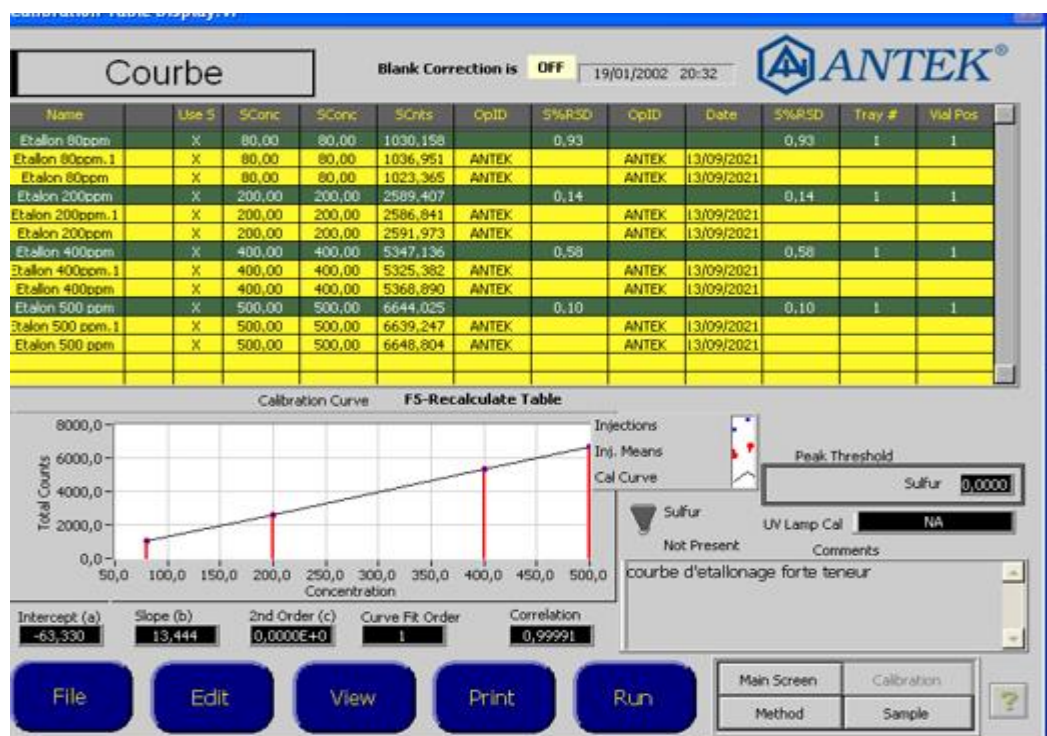 Calibration Table Display.vi
Courbe
Blank Correction is OFF 19/01/2002 20:32
ANTEK®
Name Use S SConc SConc SCnts OpID S%RSD OpID Date S%RSD Tray # Vial Pos
Etallon 80ppm X 80,00 80,00 1030,158 0,93 0,93 1 1
Etallon 80ppm.1 X 80,00 80,00 1036,951 ANTEK ANTEK 13/09/2021
Etalon 80ppm X 80,00 80,00 1023,365 ANTEK ANTEK 13/09/2021
Etalon 200ppm X 200,00 200,00 2589,407 0,14 0,14 1 1
Etalon 200ppm.1 X 200,00 200,00 2586,841 ANTEK ANTEK 13/09/2021
Etalon 200ppm X 200,00 200,00 2591,973 ANTEK ANTEK 13/09/2021
Etallon 400ppm X 400,00 400,00 5347,136 0,58 0,58 1 1
Etallon 400ppm.1 X 400,00 400,00 5325,382 ANTEK ANTEK 13/09/2021
Etallon 400ppm X 400,00 400,00 5368,890 ANTEK ANTEK 13/09/2021
Etalon 500 ppm X 500,00 500,00 6644,025 0,10 0,10 1 1
Etalon 500 ppm.1 X 500,00 500,00 6639,247 ANTEK ANTEK 13/09/2021
Etalon 500 ppm X 500,00 500,00 6648,804 ANTEK ANTEK 13/09/2021
Calibration Curve F5-Recalculate Table
Total Counts
8000,0
6000,0
4000,0
2000,0
0,0
50,0 100,0 150,0 200,0 250,0 300,0 350,0 400,0 450,0 500,0
Concentration
Injections
Inj. Means
Cal Curve
Peak Threshold
Sulfur 0,0000
Sulfur
Not Present
UV Lamp Cal NA
Comments
courbe d'etallonage forte teneur
Intercept (a) Slope (b) 2nd Order (c) Curve Fit Order Correlation
-63,330 13,444 0,0000E+0 1 0,99991
File Edit View Print Run
Main Screen Calibration
Method Sample
?